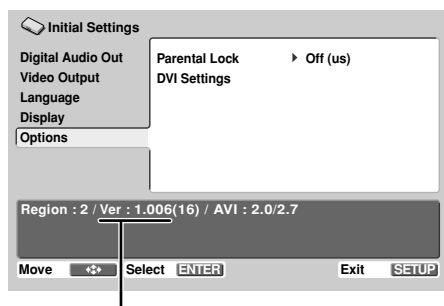 Initial Settings
Digital Audio Out
Video Output
Language
Display
Options
Parental Lock Off (us)
DVI Settings
Region : 2 / Ver : 1.006(16) / AVI : 2.0/2.7
Move Select ENTER Exit SETUP